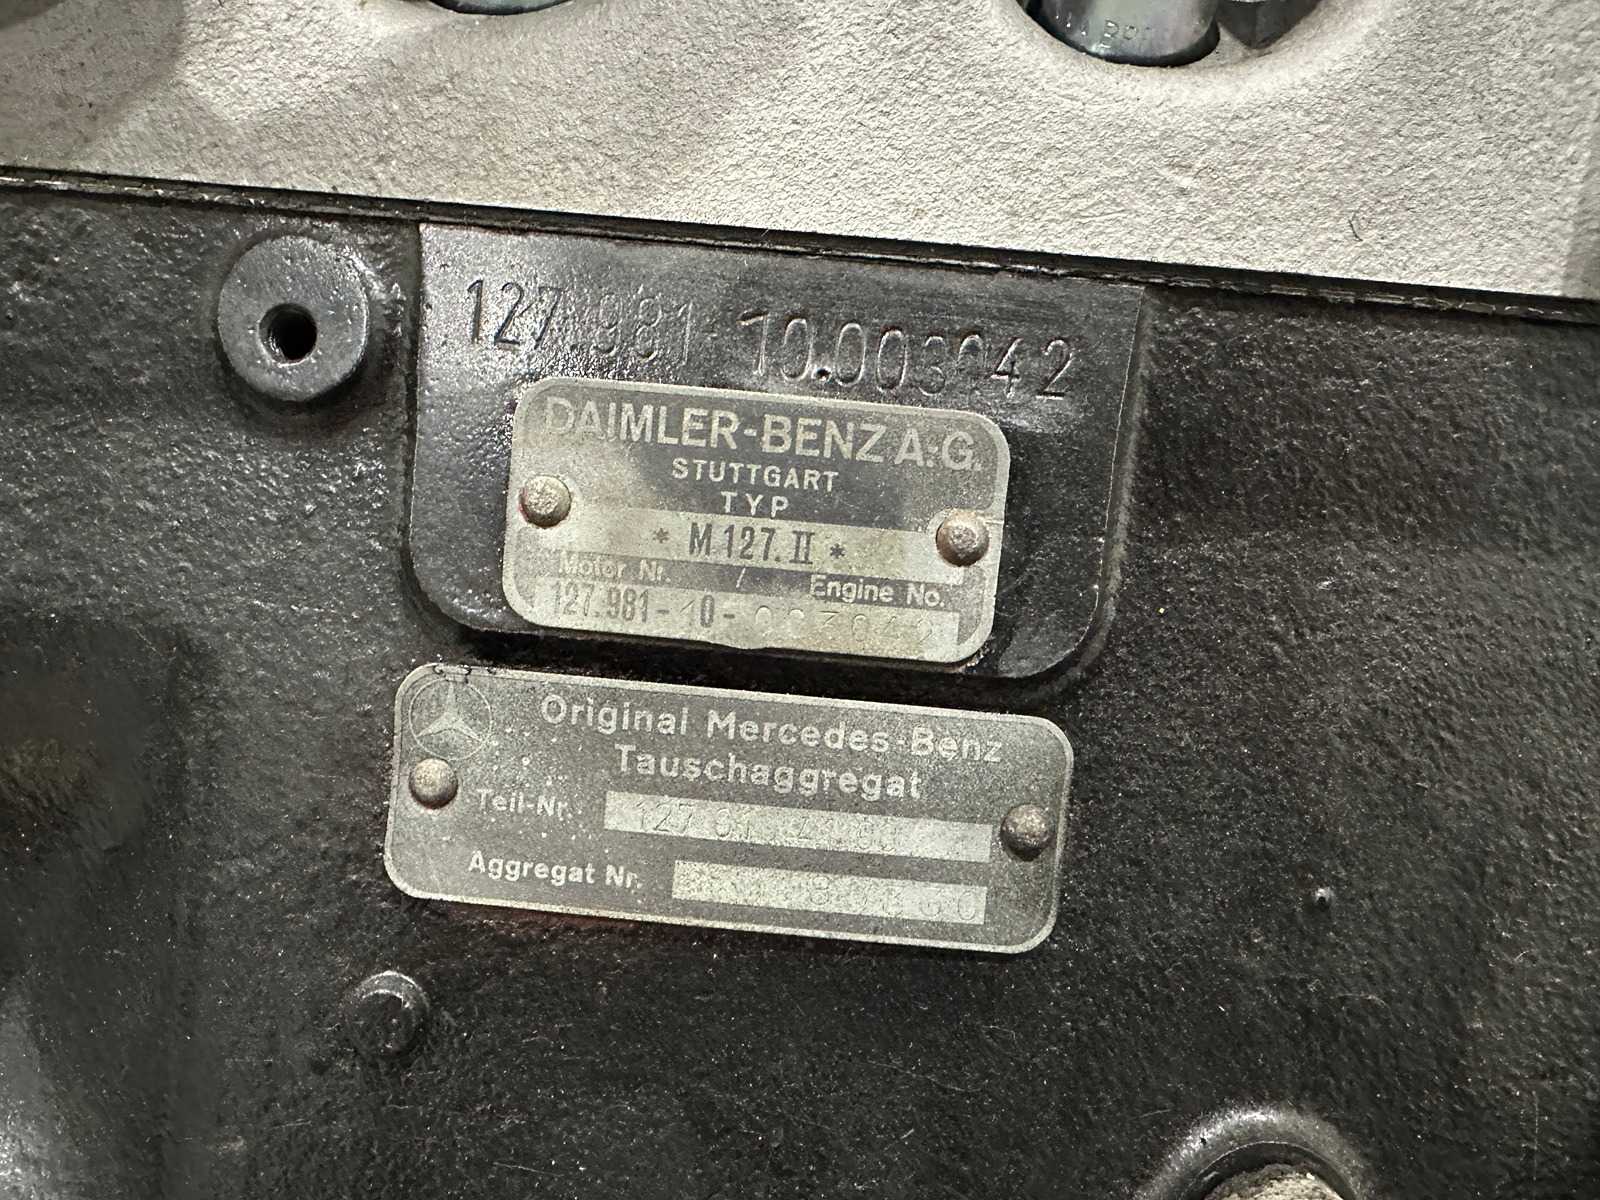 127.981-10.003042
DAIMLER-BENZ A.-G.
STUTTGART
TYP
* M.127.II *
Motor Nr. / Engine No.
127.981-10-003042
Original Mercedes-Benz
Tauschaggregat
Teil-Nr.
Aggregat Nr.